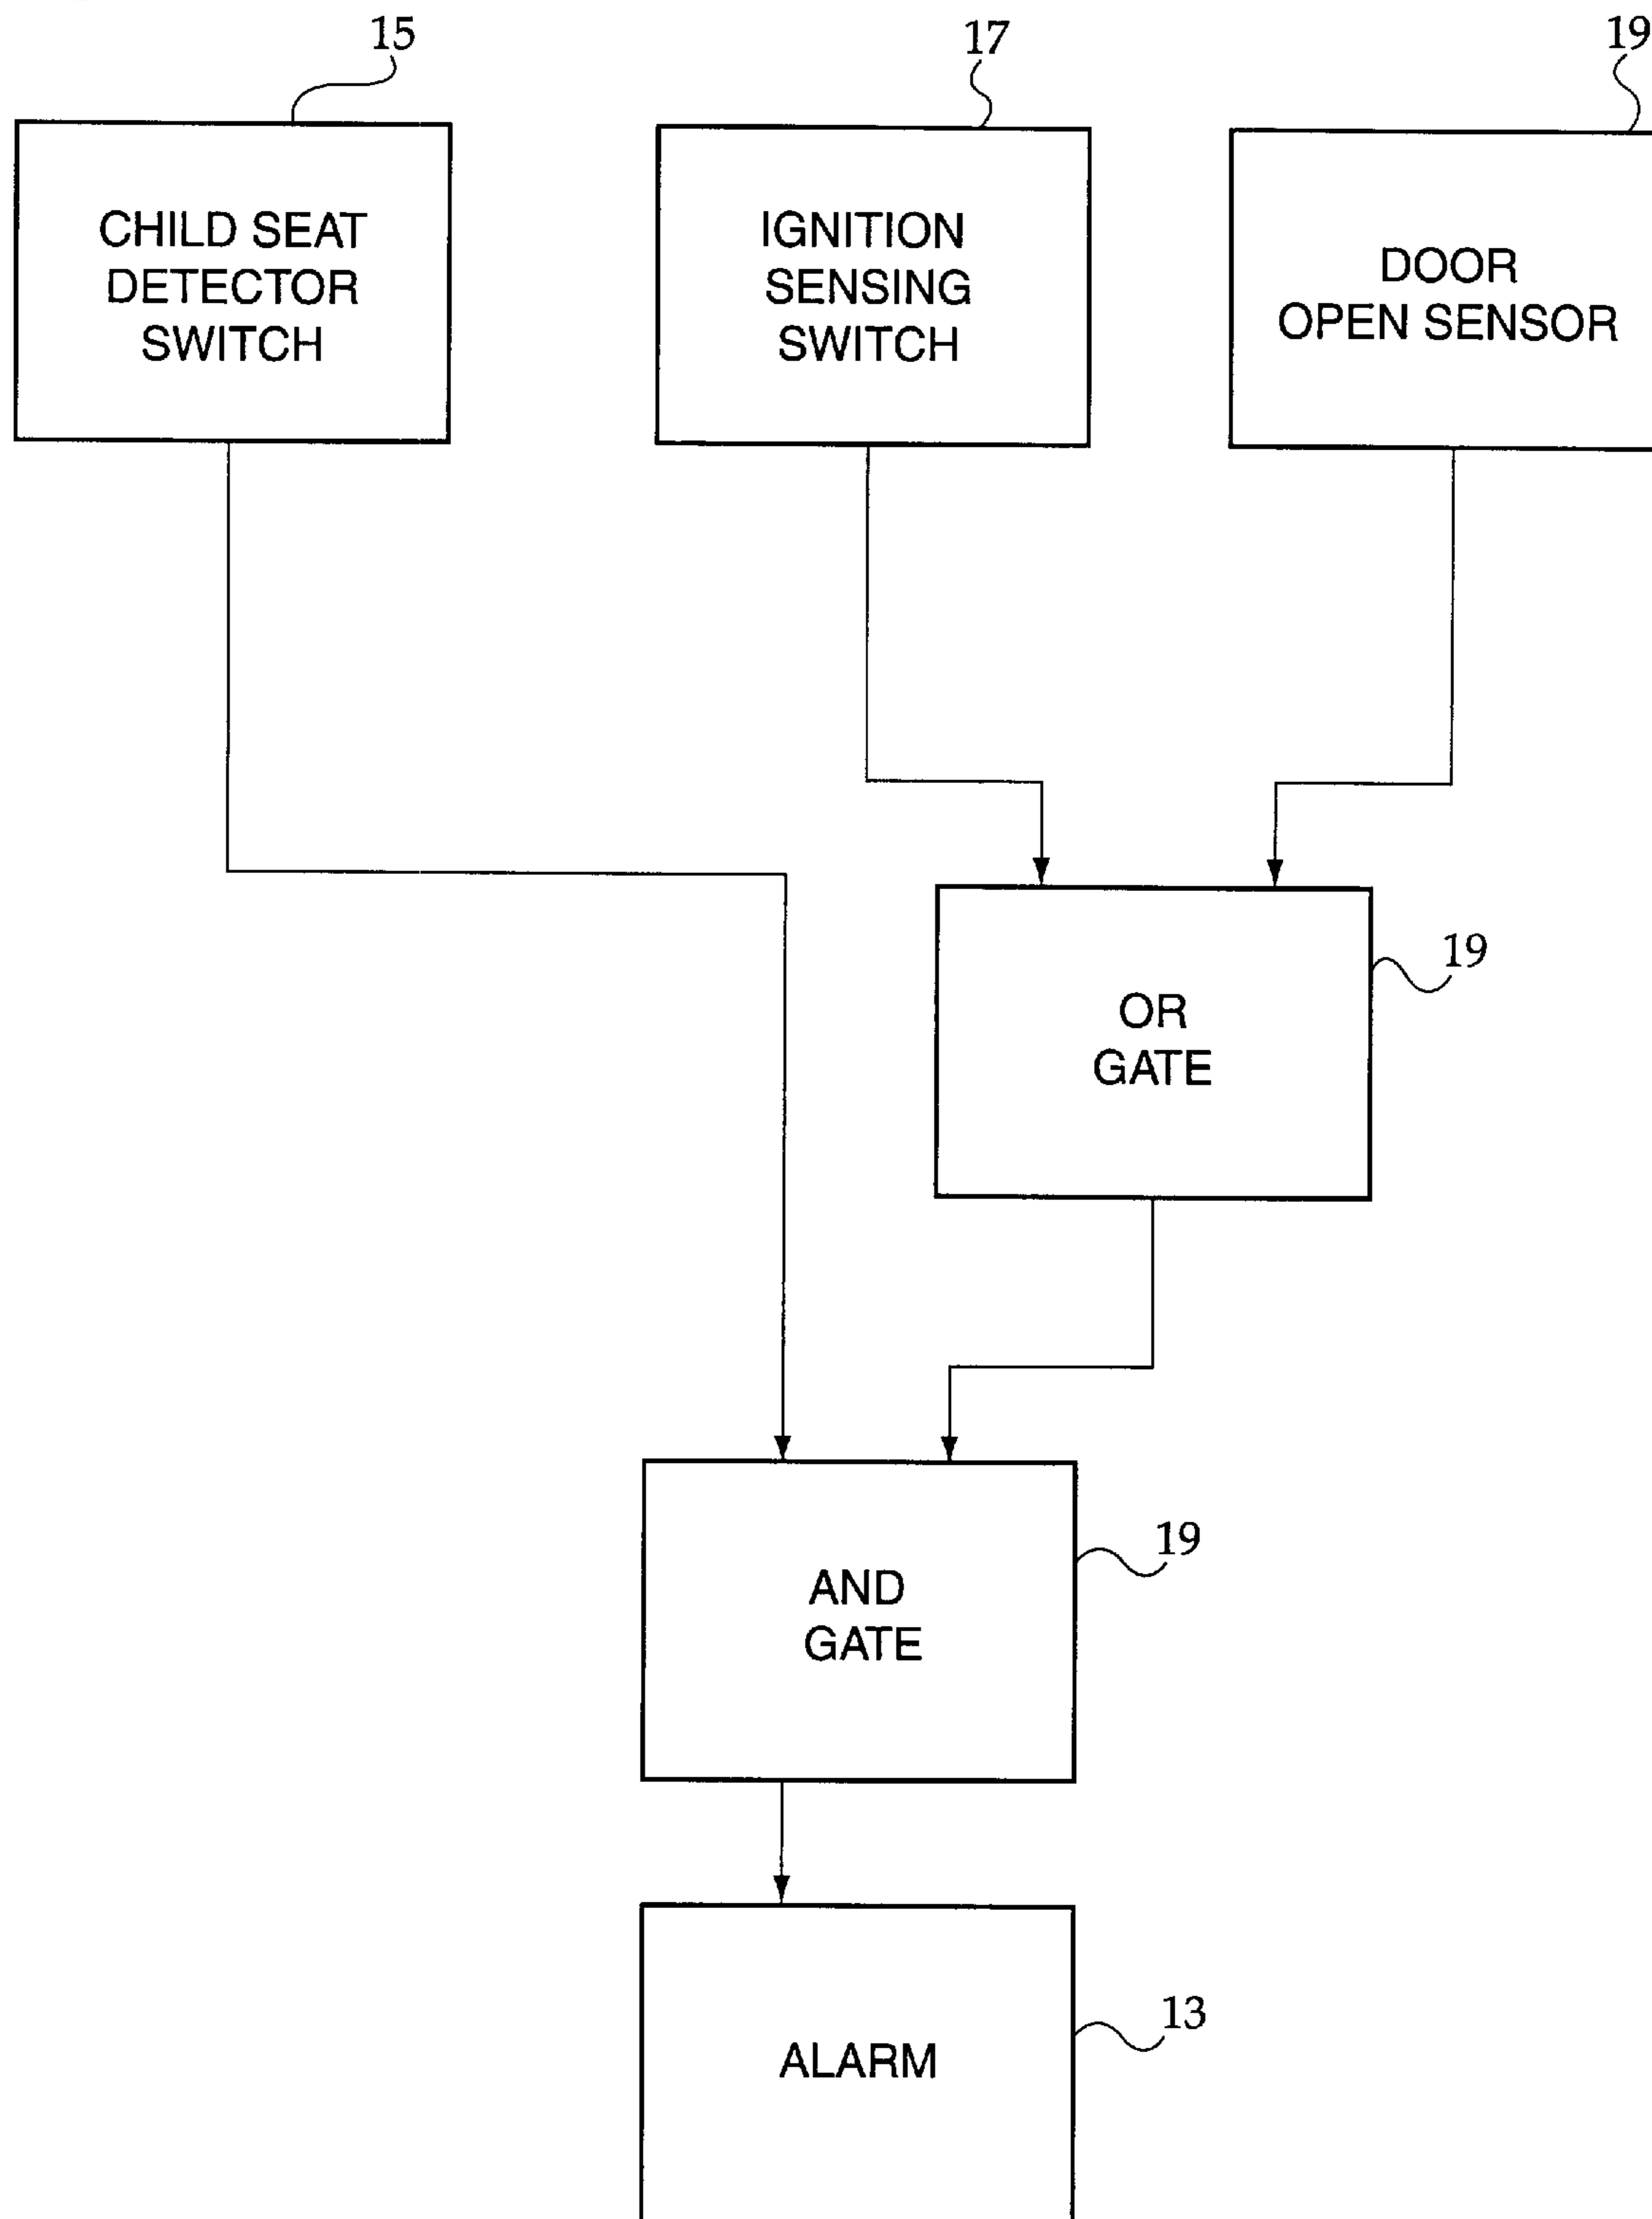 15
17
19
CHILD SEAT
DETECTOR
SWITCH
IGNITION
SENSING
SWITCH
DOOR
OPEN SENSOR
19
OR
GATE
19
AND
GATE
13
ALARM